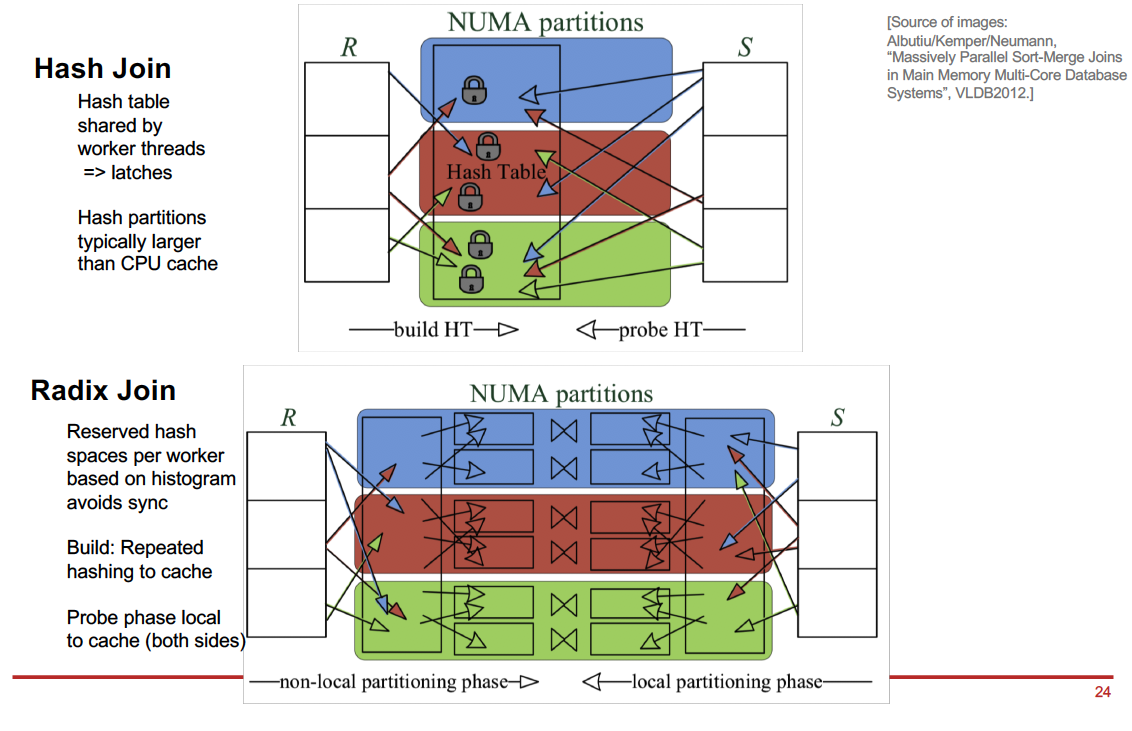 Hash Join
Hash table
shared by
worker threads
=> latches
Hash partitions
typically larger
than CPU cache
NUMA partitions
R
S
Hash Table
build HT
probe HT
[Source of images:
Albutiu/Kemper/Neumann,
“Massively Parallel Sort-Merge Joins
in Main Memory Multi-Core Database
Systems”, VLDB2012.]
Radix Join
Reserved hash
spaces per worker
based on histogram
avoids sync
Build: Repeated
hashing to cache
Probe phase local
to cache (both sides)
NUMA partitions
R
S
non-local partitioning phase
local partitioning phase
24